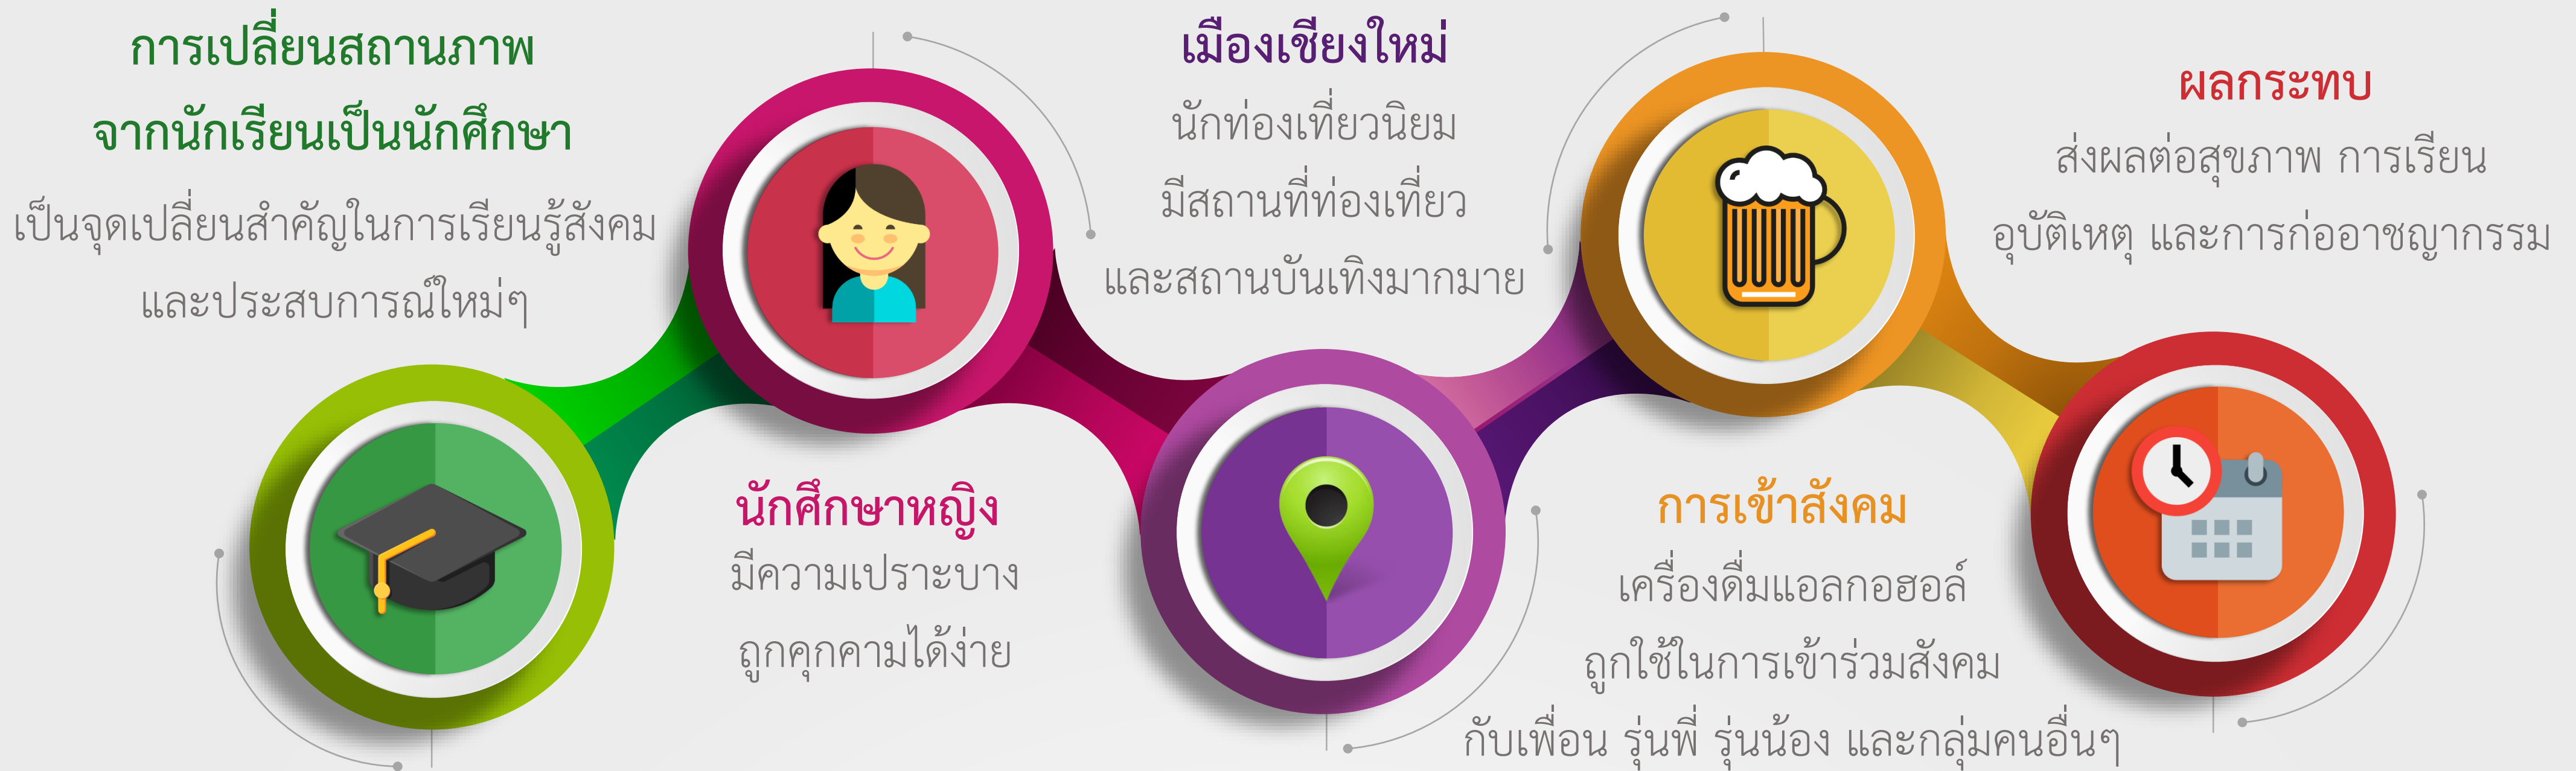 การเปลี่ยนสถานภาพ
จากนักเรียนเป็นนักศึกษา
เป็นจุดเปลี่ยนสำคัญในการเรียนรู้สังคม
และประสบการณ์ใหม่ๆ
นักศึกษาหญิง
มีความเปราะบาง
ถูกคุกคามได้ง่าย
เมืองเชียงใหม่
นักท่องเที่ยวนิยม
มีสถานที่ท่องเที่ยว
และสถานบันเทิงมากมาย
การเข้าสังคม
เครื่องดื่มแอลกอฮอล์
ถูกใช้ในการเข้าร่วมสังคม
กับเพื่อน รุ่นพี่ รุ่นน้อง และกลุ่มคนอื่นๆ
ผลกระทบ
ส่งผลต่อสุขภาพ การเรียน
อุบัติเหตุ และการก่ออาชญากรรม